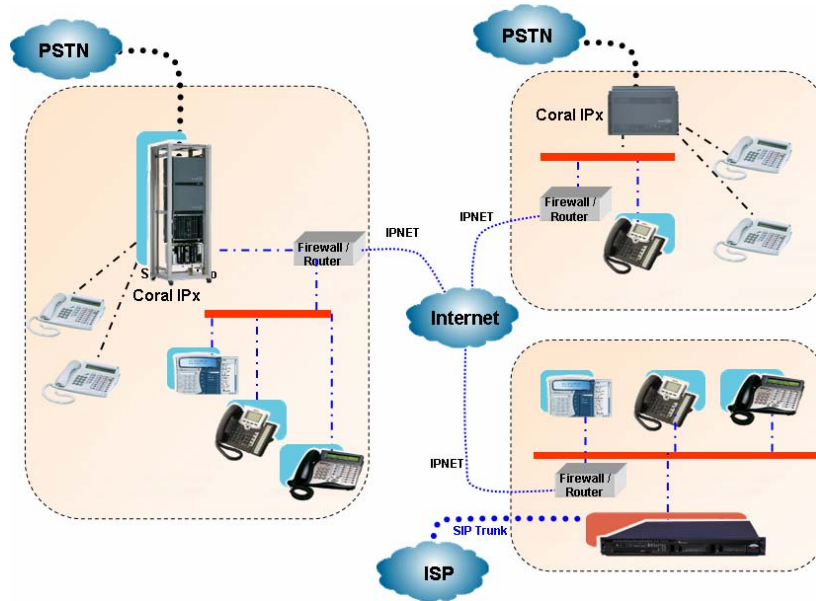 PSTN
PSTN
Coral IPx
Firewall /
Router
IPNET
IPNET
Firewall /
Router
Coral IPx
Internet
IPNET
Firewall /
Router
SIP Trunk
ISP